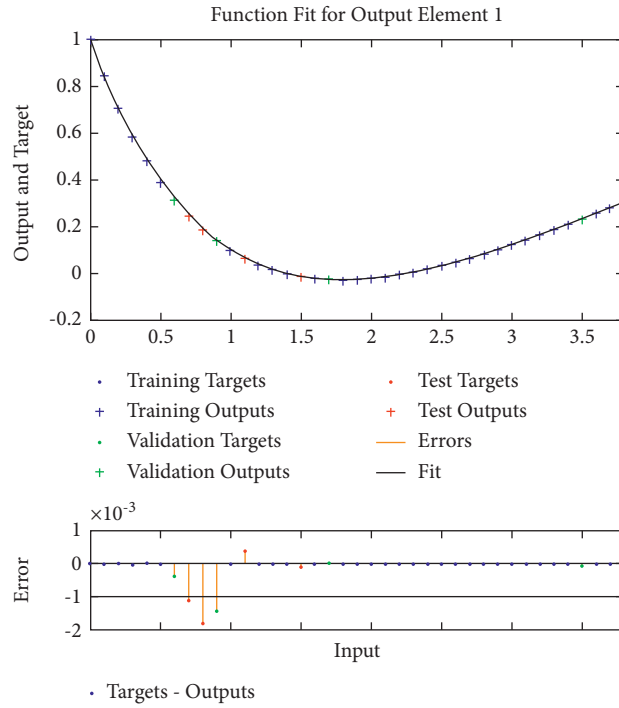 Function Fit for Output Element 1
Output and Target
1
0.8
0.6
0.4
0.2
0
-0.2
0 0.5 1 1.5 2 2.5 3 3.5
Training Targets
Training Outputs
Validation Targets
Validation Outputs
Test Targets
Test Outputs
Errors
Fit
×10-3
Error
1
0
-1
-2
Input
Targets - Outputs